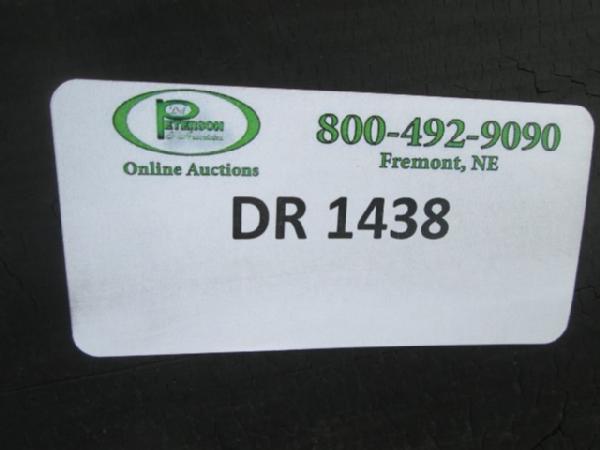 PETERSON
Online Auctions
800-492-9090
Fremont, NE
DR 1438